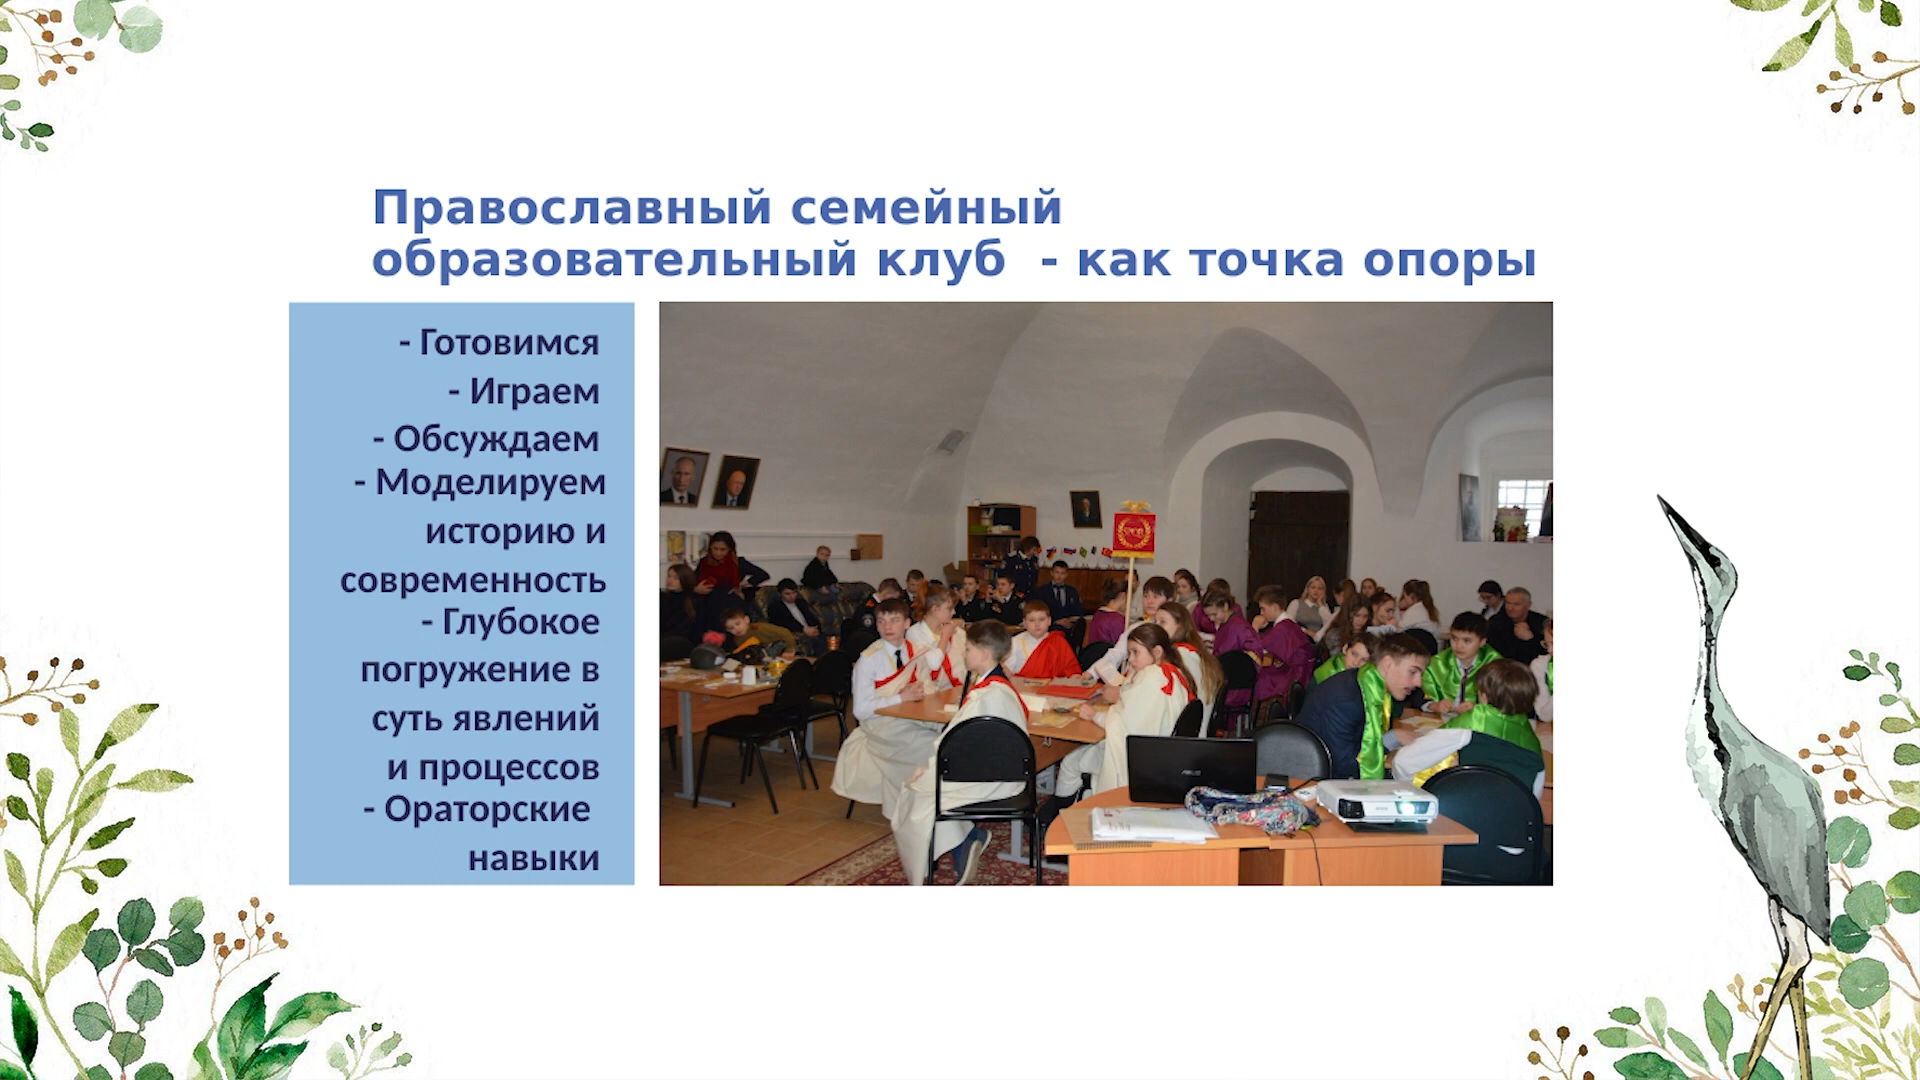 Православный семейный
образовательный клуб - как точка опоры
- Готовимся
- Играем
- Обсуждаем
- Моделируем
историю и
современность
- Глубокое
погружение в
суть явлений
и процессов
- Ораторские
навыки